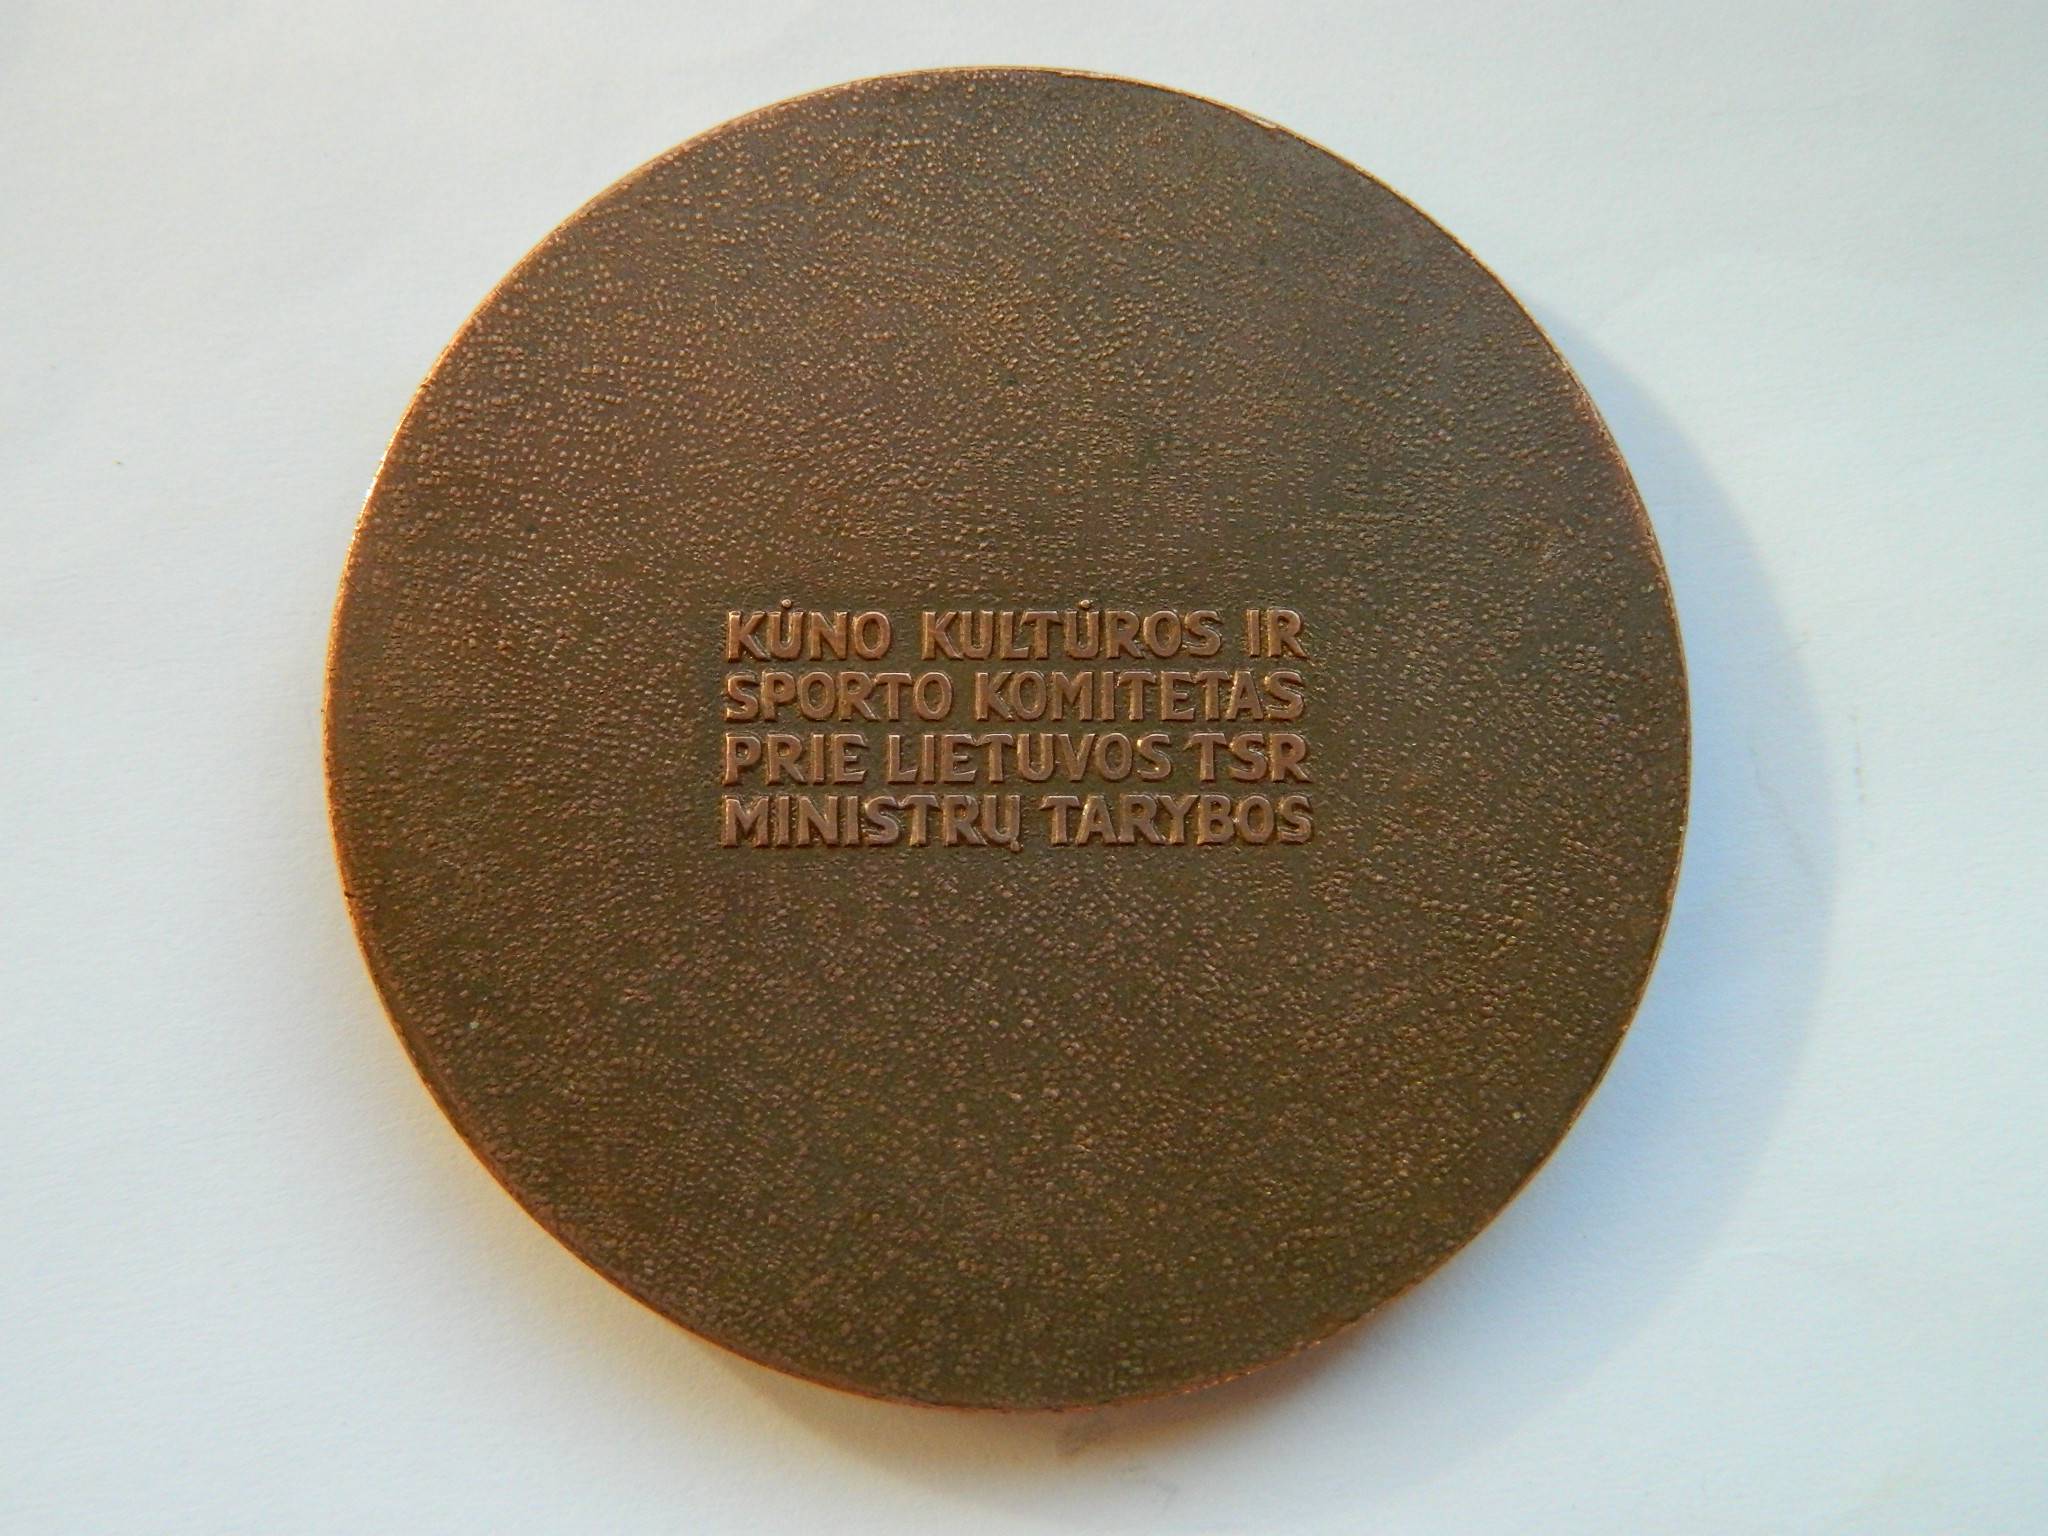 KŪNO KULTŪROS IR
SPORTO KOMITETAS
PRIE LIETUVOS TSR
MINISTRŲ TARYBOS